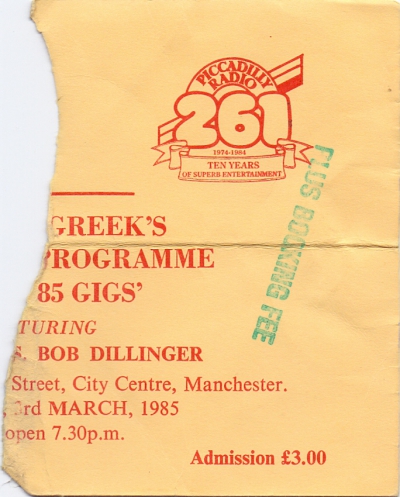 PICCADILLY
RADIO
261
1974-1984
TEN YEARS
OF SUPERB ENTERTAINMENT
PLUS BOOKING FEE
GREEK'S
PROGRAMME
85 GIGS'
TURING
S. BOB DILLINGER
Street, City Centre, Manchester.
, 3rd MARCH, 1985
open 7.30p.m.
Admission £3.00